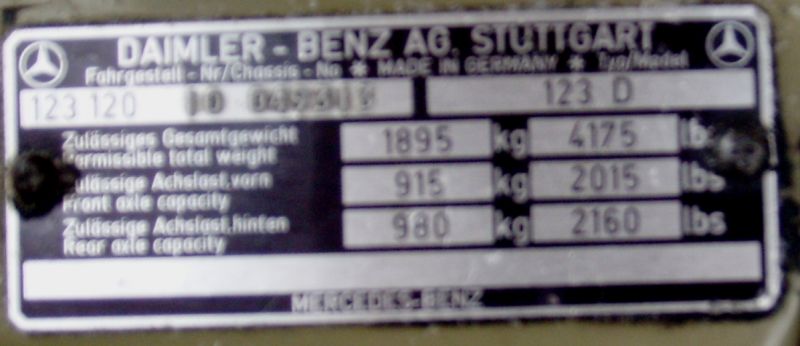 DAIMLER - BENZ AG. STUTTGART
Fahrgestell - Nr/Chassis - No * MADE IN GERMANY * Typ/Model
123 120 10 123 D
Zulässiges Gesamtgewicht
Permissible total weight
1895 kg 4175 lbs
Zulässige Achslast, vorn
Front axle capacity
915 kg 2015 lbs
Zulässige Achslast, hinten
Rear axle capacity
980 kg 2160 lbs
MERCEDES-BENZ